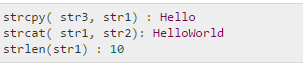 strcpy( str3, str1) : Hello
strcat( str1, str2): HelloWorld
strlen(str1) : 10